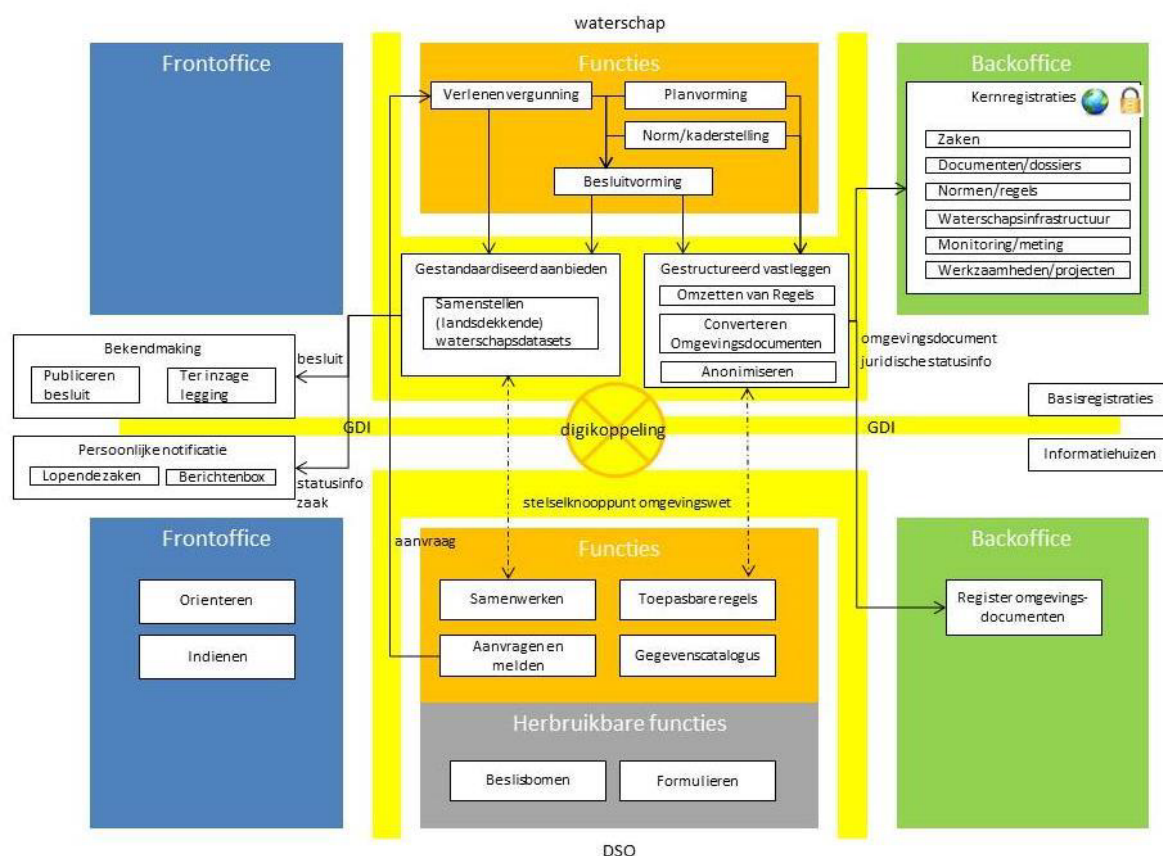 waterschap
Frontoffice
Functies
Backoffice
Verlenenvergunning
Planvorming
Norm/kaderstelling
Besluitvorming
Kernregistraties
Zaken
Documenten/dossiers
Normen/regels
Waterschapsinfrastructuur
Monitoring/meting
Werkzaamheden/projecten
Gestandaardiseerd aanbieden
Samenstellen
(landsdekkende)
waterschapsdatasets
Gestructureerd vastleggen
Omzetten van Regels
Converteren
Omgevingsdocumenten
Anonimiseren
omgevingsdocument
juridische statusinfo
Bekendmaking
Publiceren
besluit
Ter inzage
legging
besluit
Basisregistraties
GDI
digikoppeling
GDI
Persoonlijke notificatie
Lopende zaken
Berichtenbox
statusinfo
zaak
Informatiehuizen
stelselknooppunt omgevingswet
Frontoffice
aanvraag
Functies
Backoffice
Orienteren
Indienen
Samenwerken
Toepasbare regels
Aanvragen en
melden
Gegevenscatalogus
Register omgevings-
documenten
Herbruikbare functies
Beslisbomen
Formulieren
DSO